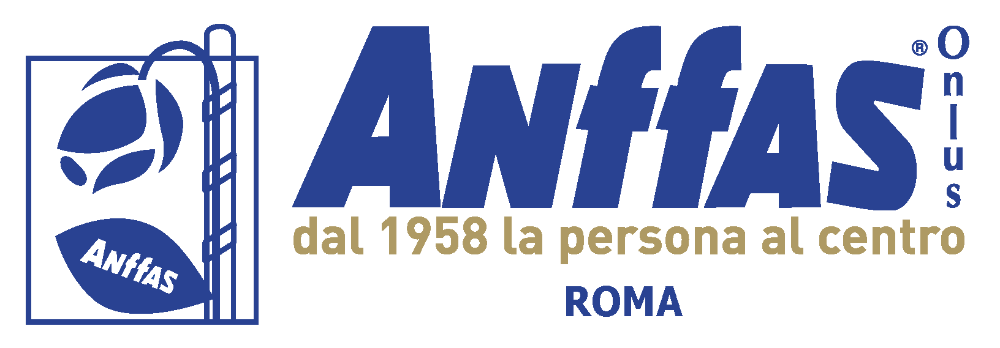 AnffAS
AnffAS ® Onlus
dal 1958 la persona al centro
ROMA